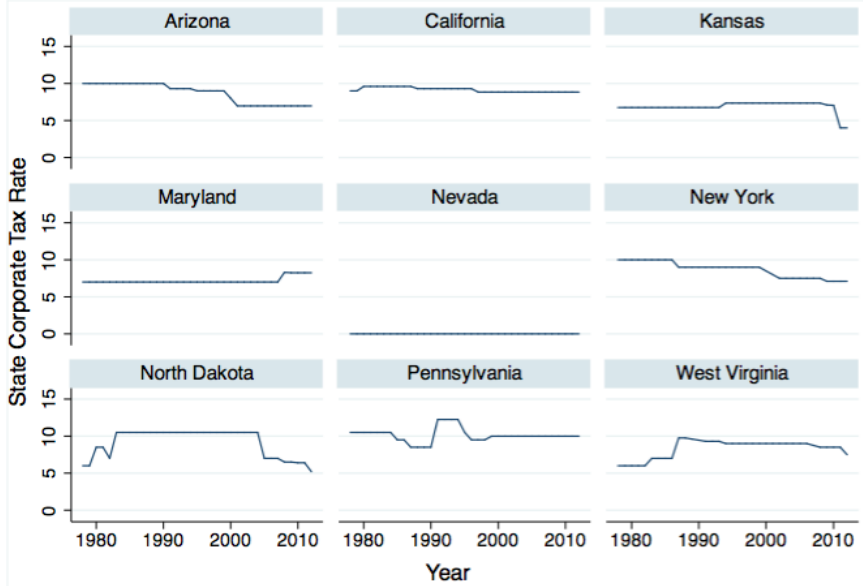 Arizona California Kansas
15
10
5
0
Maryland Nevada New York
15
10
5
0
North Dakota Pennsylvania West Virginia
15
10
5
0
1980 1990 2000 2010 1980 1990 2000 2010 1980 1990 2000 2010
State Corporate Tax Rate
Year